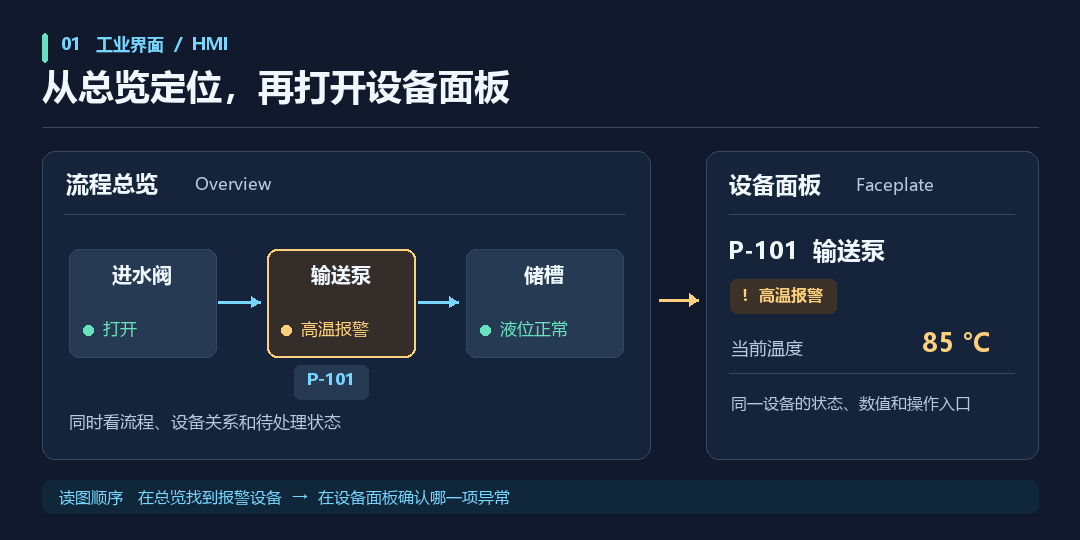 01 工业界面 / HMI
从总览定位，再打开设备面板
流程总览 Overview
进水阀
打开
输送泵
高温报警
P-101
储槽
液位正常
同时看流程、设备关系和待处理状态
设备面板 Faceplate
P-101 输送泵
! 高温报警
当前温度 85 °C
同一设备的状态、数值和操作入口
读图顺序 在总览找到报警设备 → 在设备面板确认哪一项异常